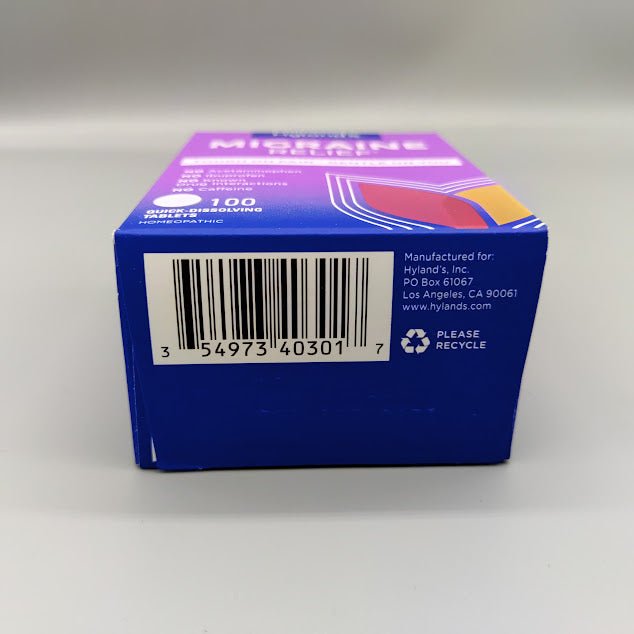 Hyland's
MIGRAINE
RELIEF
NO Acetaminophen
NO Ibuprofen
NO Known
Drug Interactions
NO Caffeine
100
QUICK-DISSOLVING
TABLETS
HOMEOPATHIC
Manufactured for:
Hyland's, Inc.
PO Box 61067
Los Angeles, CA 90061
www.hylands.com
3 54973 40301 7
PLEASE
RECYCLE